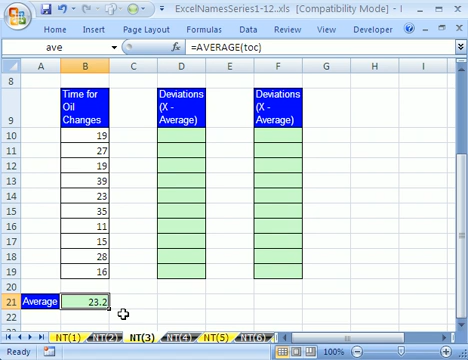 ExcelNamesSeries1-12..xls [Compatibility Mode] -
Home Insert Page Layout Formulas Data Review View Developer
ave
=AVERAGE(toc)
A B C D E F G H I
8
9 Time for Oil Changes Deviations (X - Average) Deviations (X - Average)
10 19
11 27
12 19
13 39
14 23
15 35
16 11
17 15
18 28
19 16
20
21 Average 23.2
22
NT(1) NT(2) NT(3) NT(4) NT(5) NT(6)
Ready 100%